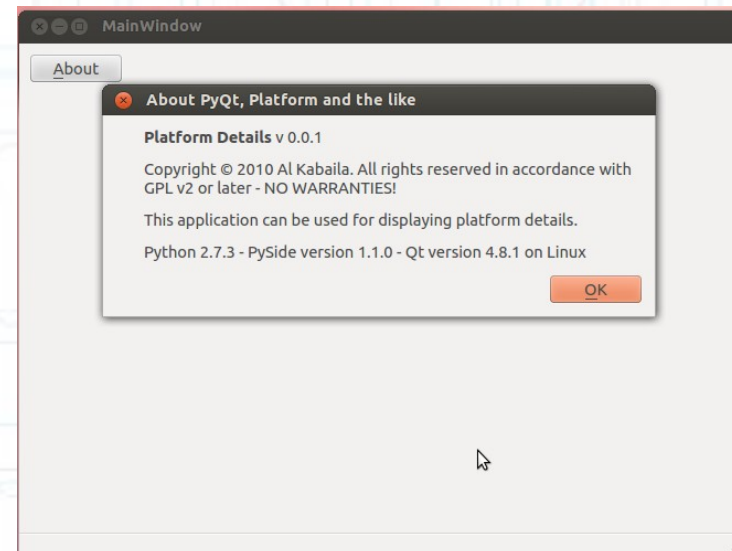 MainWindow
About
About PyQt, Platform and the like
Platform Details v 0.0.1
Copyright © 2010 Al Kabaila. All rights reserved in accordance with
GPL v2 or later - NO WARRANTIES!
This application can be used for displaying platform details.
Python 2.7.3 - PySide version 1.1.0 - Qt version 4.8.1 on Linux
OK